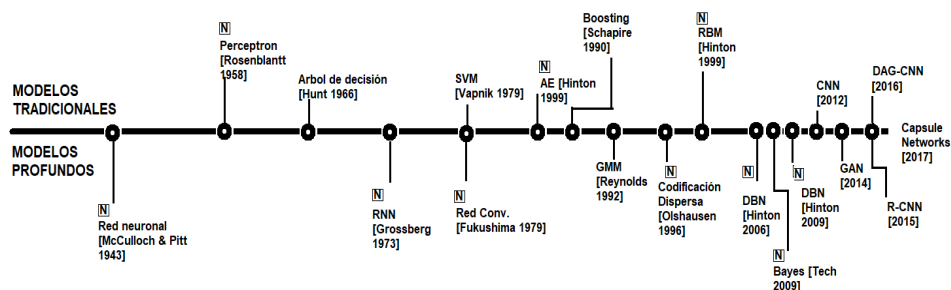 MODELOS
TRADICIONALES
MODELOS
PROFUNDOS
N
Red neuronal
[McCulloch & Pitt
1943]
N
Perceptron
[Rosenblantt
1958]
Arbol de decisión
[Hunt 1966]
N
RNN
[Grossberg
1973]
SVM
[Vapnik 1979]
N
Red Conv.
[Fukushima 1979]
N
AE [Hinton
1999]
Boosting
[Schapire
1990]
GMM
[Reynolds
1992]
N
Codificación
Dispersa
[Olshausen
1996]
N
RBM
[Hinton
1999]
N
DBN
[Hinton
2006]
N
Bayes [Tech
2009]
N
DBN
[Hinton
2009]
CNN
[2012]
GAN
[2014]
DAG-CNN
[2016]
R-CNN
[2015]
Capsule
Networks
[2017]